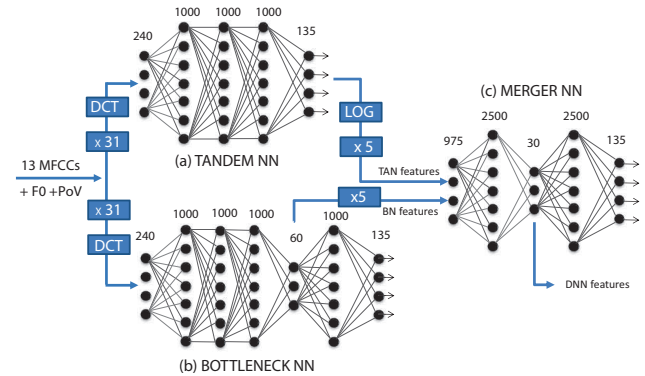 1000 1000 1000
240
135
DCT
x 31
(a) TANDEM NN
LOG
x 5
(c) MERGER NN
2500 2500
975
30
135
13 MFCCs
+ F0 +PoV
TAN features
x 31
DCT
x5
BN features
1000 1000 1000
1000
240
60
135
DNN features
(b) BOTTLENECK NN